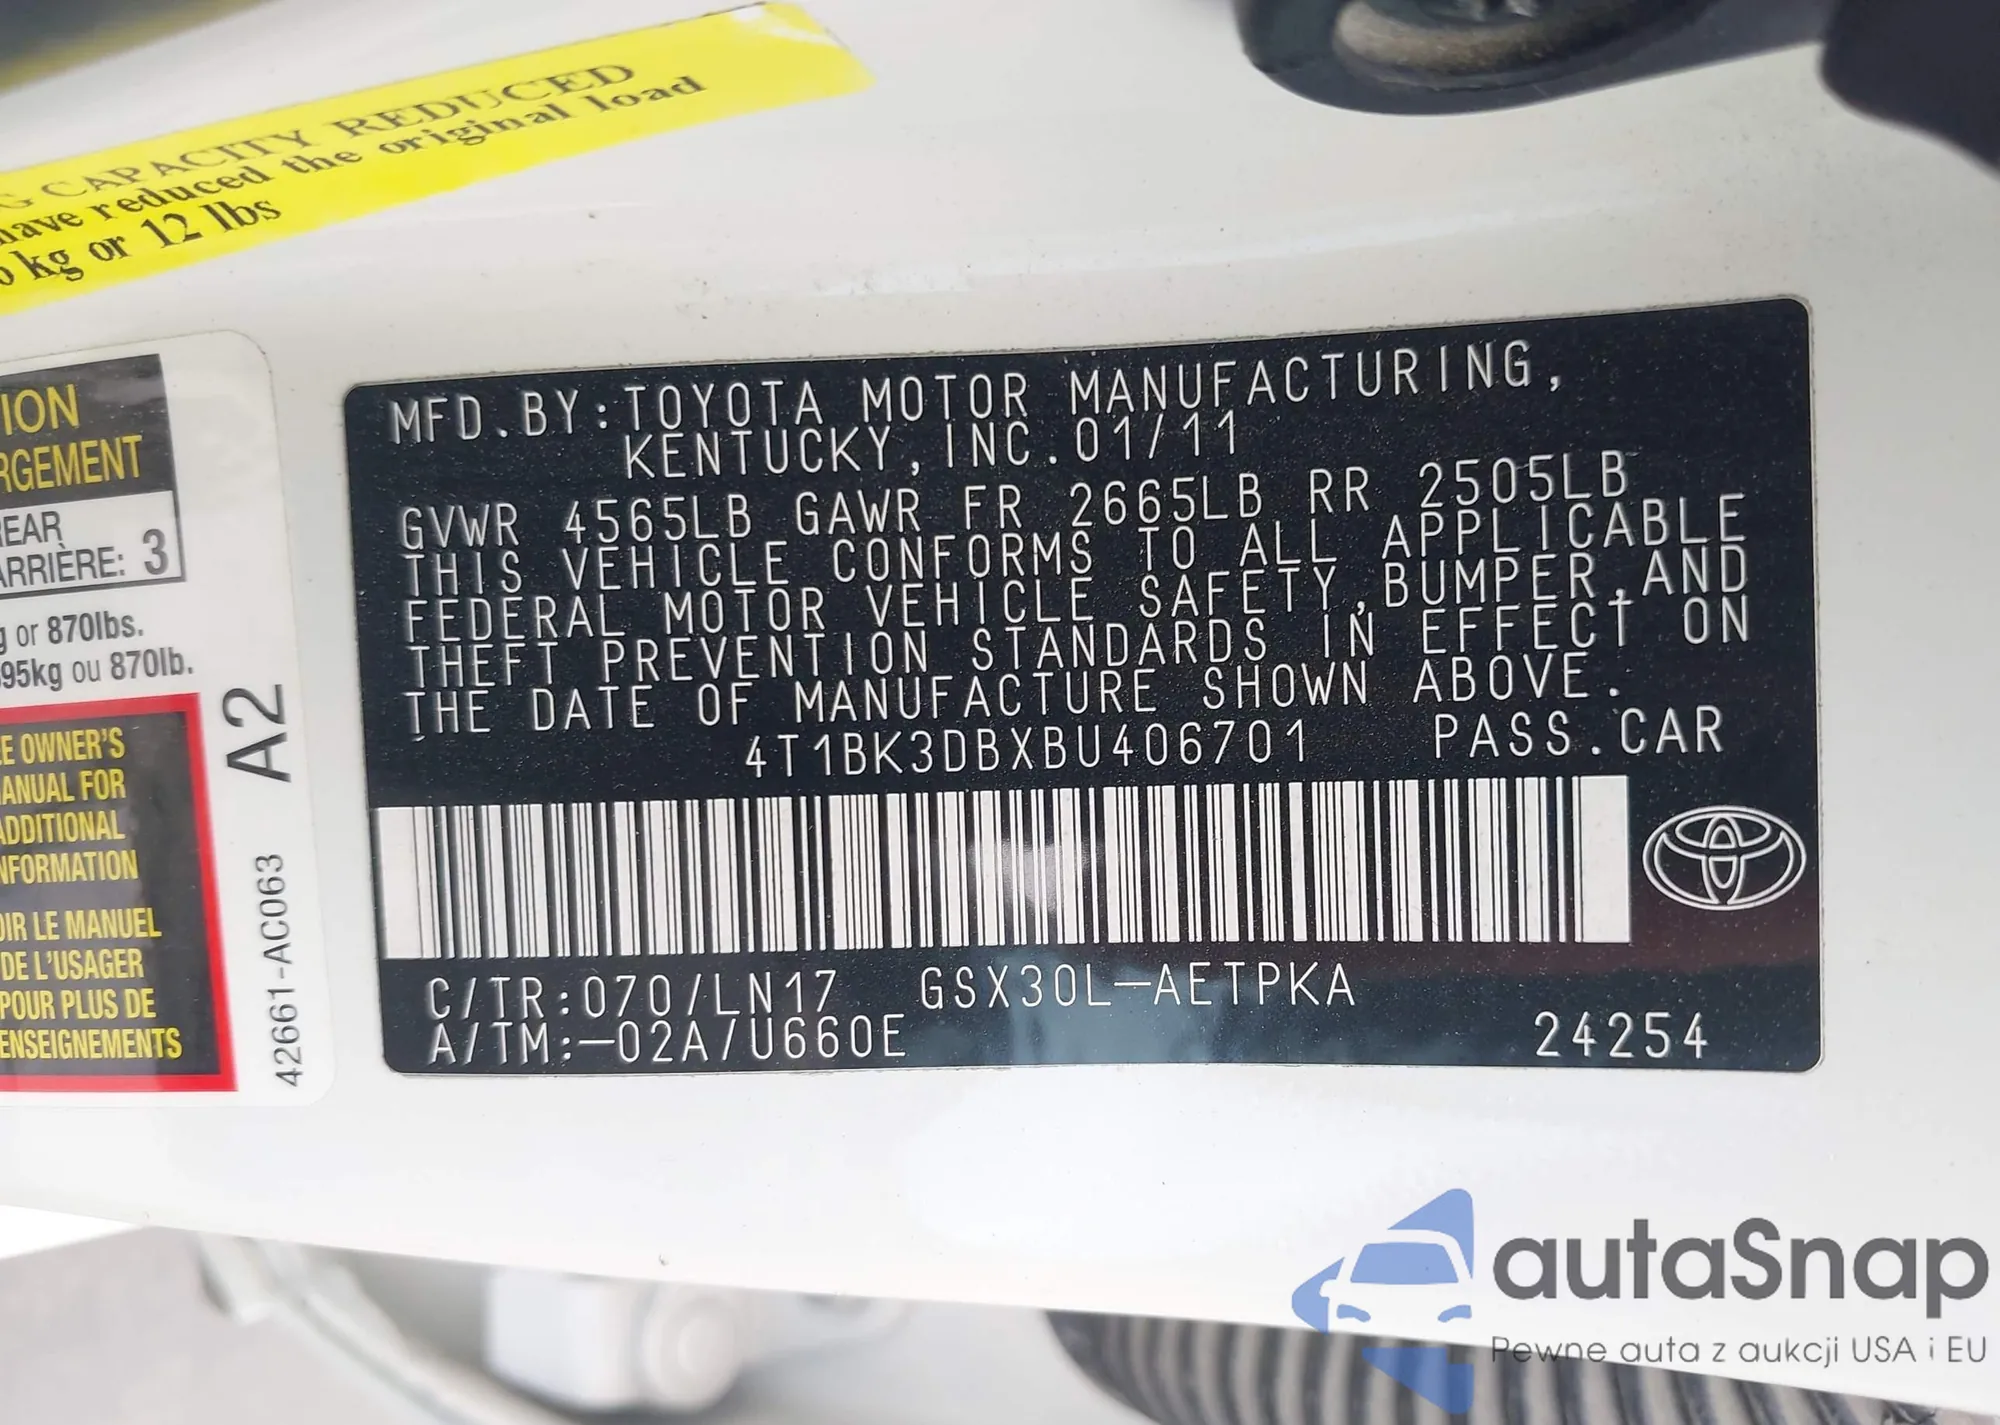 G CAPACITY REDUCED
have reduced the original load
kg or 12 lbs
MFD.BY:TOYOTA MOTOR MANUFACTURING,
KENTUCKY,INC.01/11
GVWR 4565LB GAWR FR 2665LB RR 2505LB
THIS VEHICLE CONFORMS TO ALL APPLICABLE
FEDERAL MOTOR VEHICLE SAFETY,BUMPER,AND
THEFT PREVENTION STANDARDS IN EFFECT ON
THE DATE OF MANUFACTURE SHOWN ABOVE.
4T1BK3DBXBU406701 PASS.CAR
C/TR:070/LN17 GSX30L-AETPKA
A/TM:-02A/U660E
24254
ION
RGEMENT
REAR
ARRIÈRE: 3
g or 870lbs.
95kg ou 870lb.
E OWNER'S
MANUAL FOR
ADDITIONAL
NFORMATION
OIR LE MANUEL
DE L'USAGER
POUR PLUS DE
ENSEIGNEMENTS
42661-AC063 A2
autaSnap
Pewne auta z aukcji USA i EU